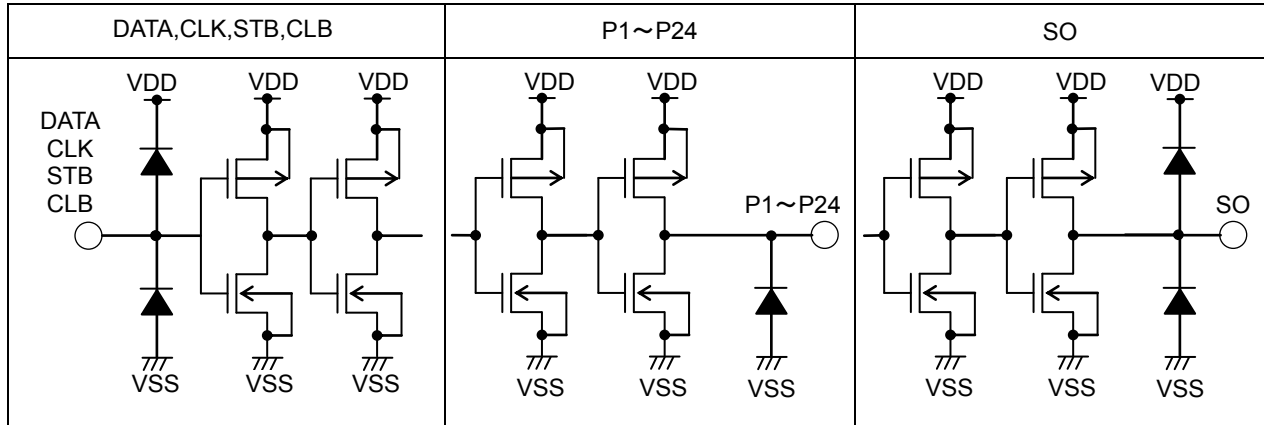 DATA,CLK,STB,CLB
P1～P24
SO
VDD VDD VDD
DATA
CLK
STB
CLB
VSS VSS VSS
VDD VDD
P1～P24
VSS VSS VSS
VDD VDD VDD
SO
VSS VSS VSS